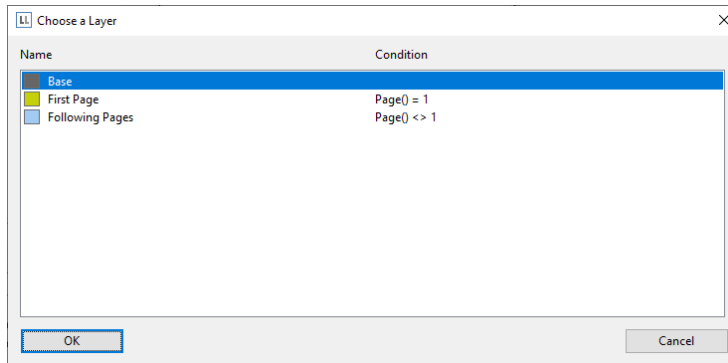 LL Choose a Layer
Name Condition
Base
First Page Page() = 1
Following Pages Page() <> 1
OK Cancel